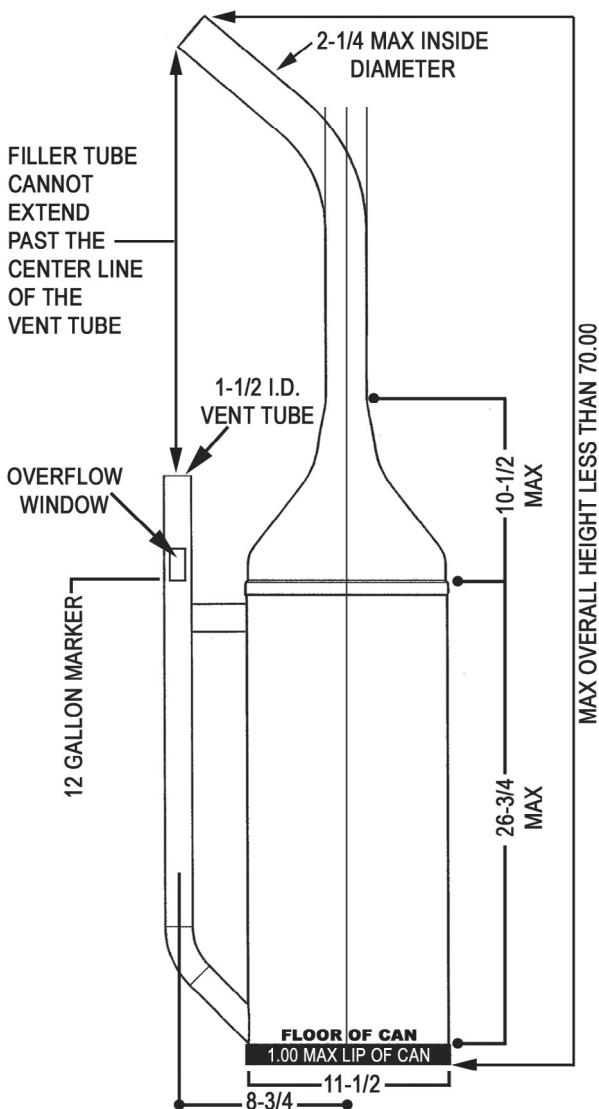 2-1/4 MAX INSIDE
DIAMETER
FILLER TUBE
CANNOT
EXTEND
PAST THE
CENTER LINE
OF THE
VENT TUBE
1-1/2 I.D.
VENT TUBE
OVERFLOW
WINDOW
12 GALLON MARKER
10-1/2
MAX
MAX OVERALL HEIGHT LESS THAN 70.00
26-3/4
MAX
FLOOR OF CAN
1.00 MAX LIP OF CAN
11-1/2
8-3/4